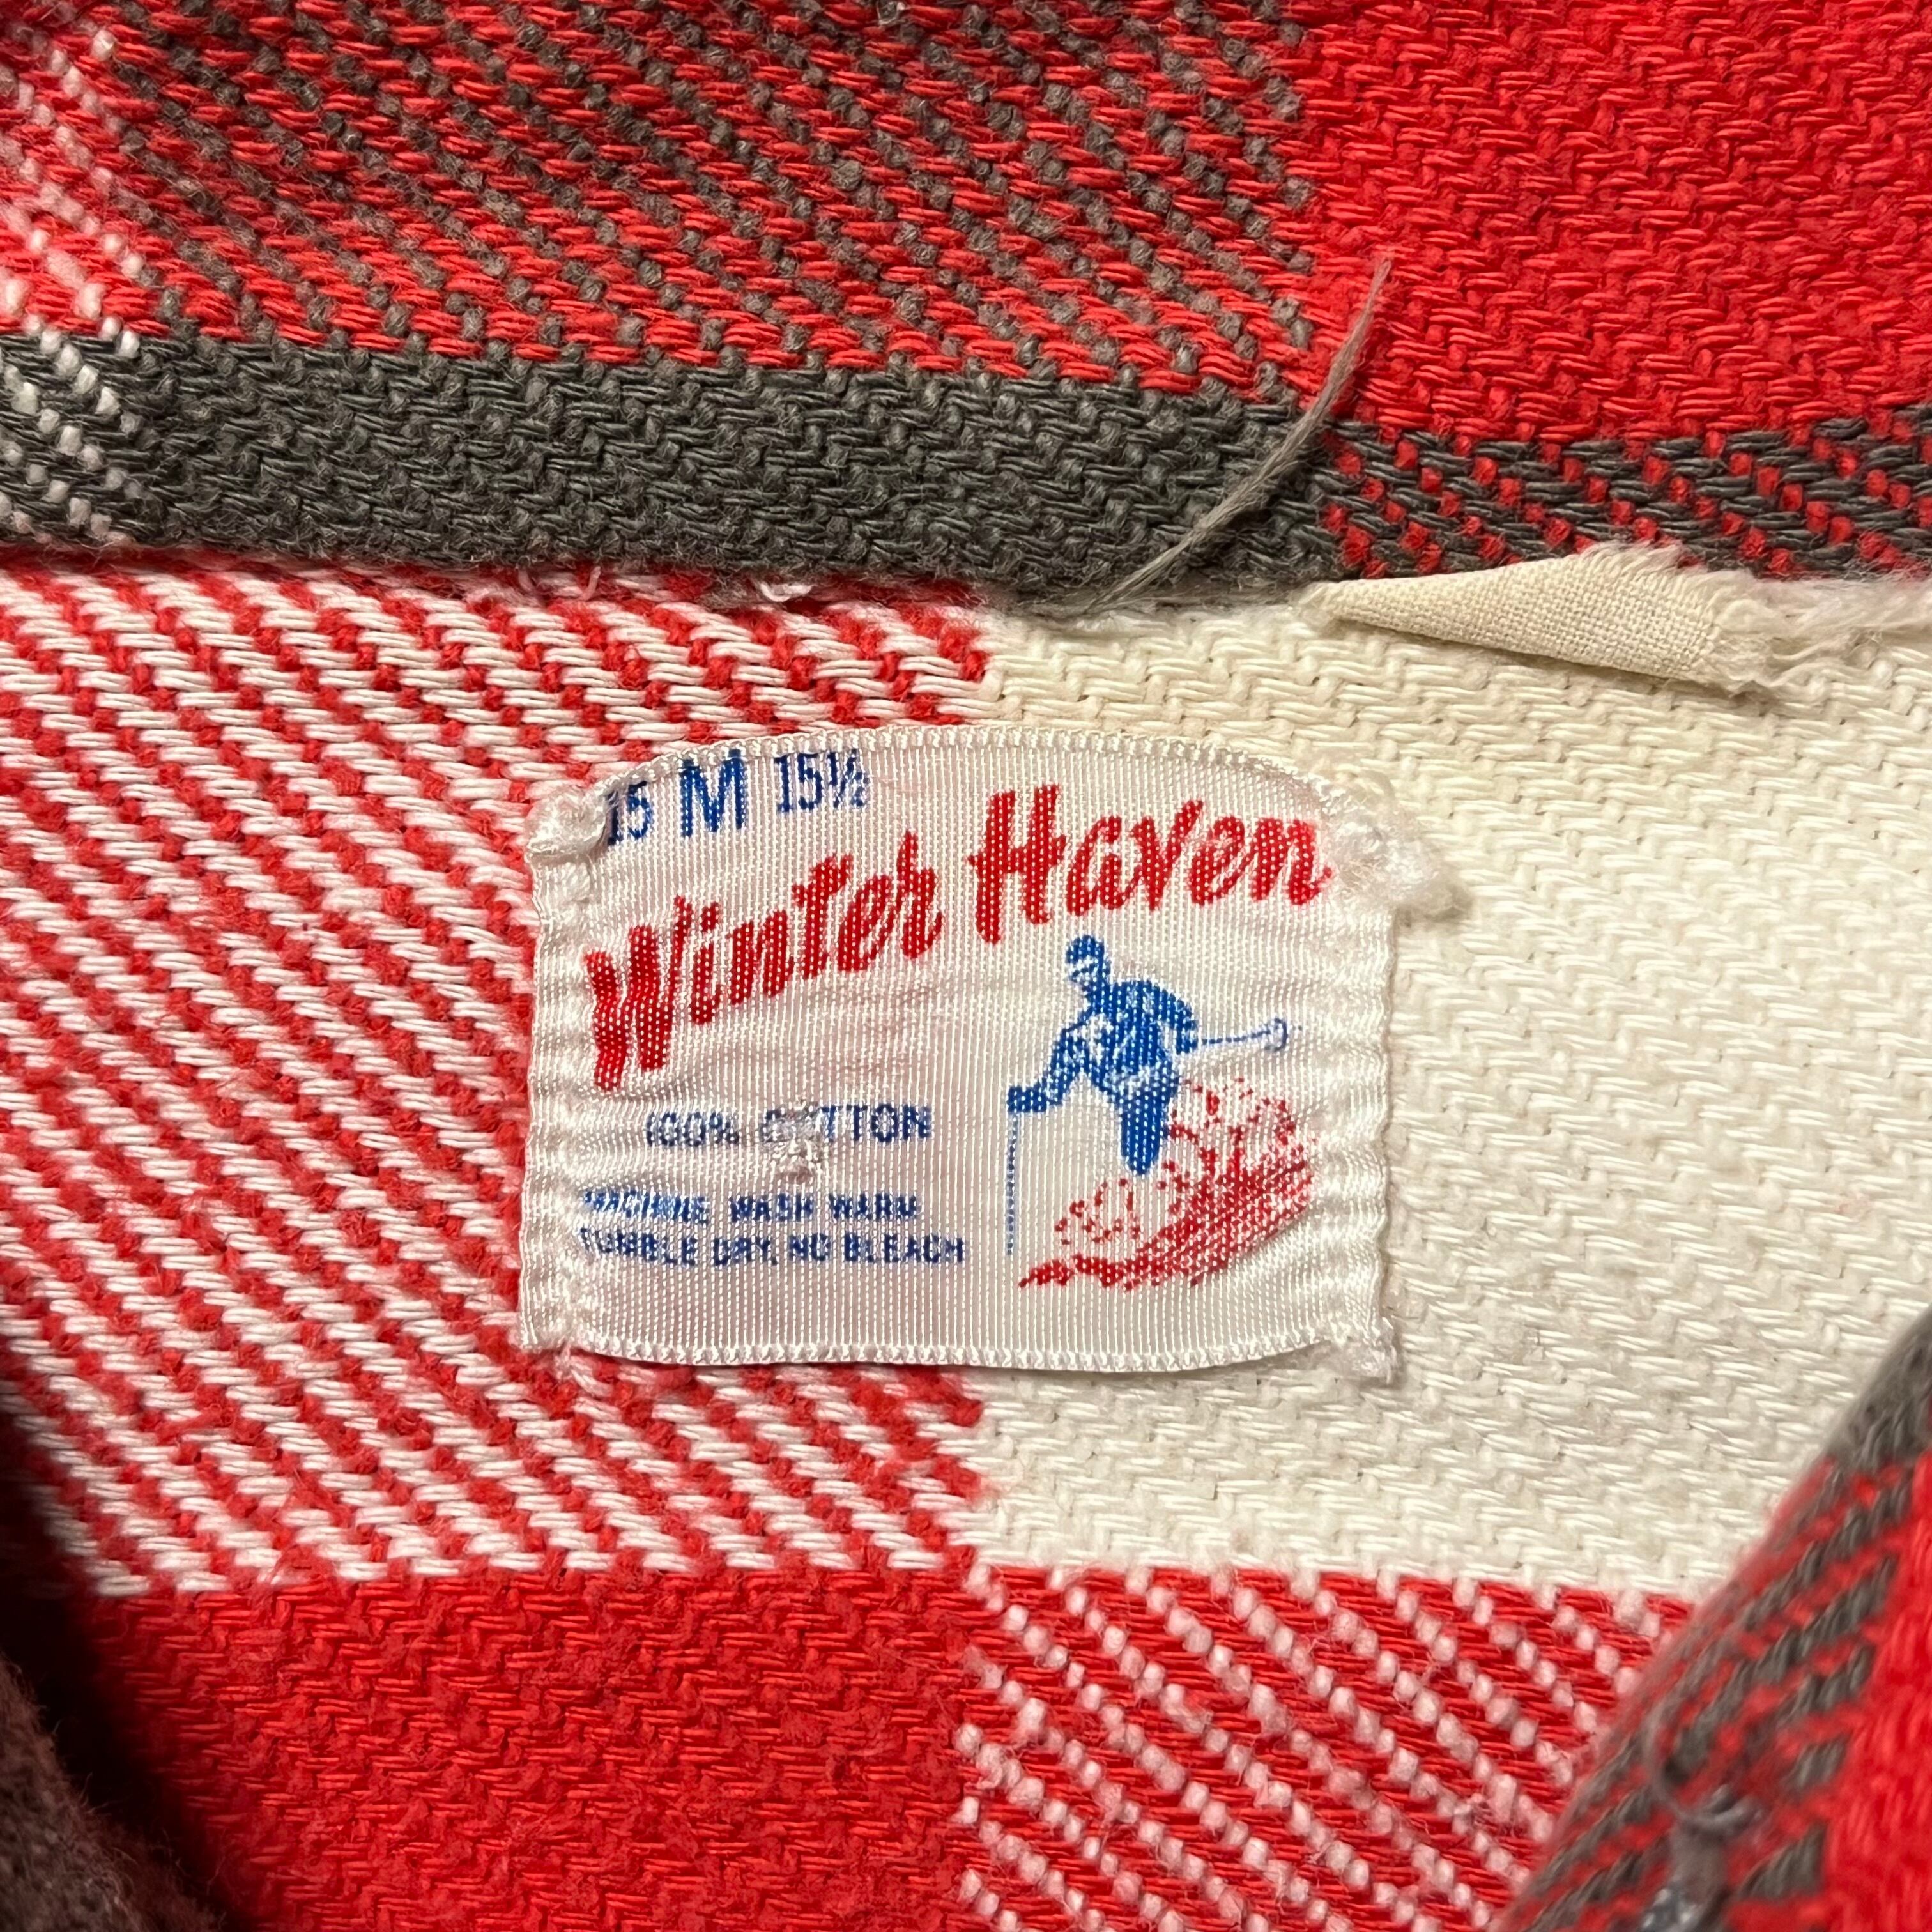 15 M 15½
Winter Haven
100% COTTON
MACHINE WASH WARM
TUMBLE DRY, NO BLEACH